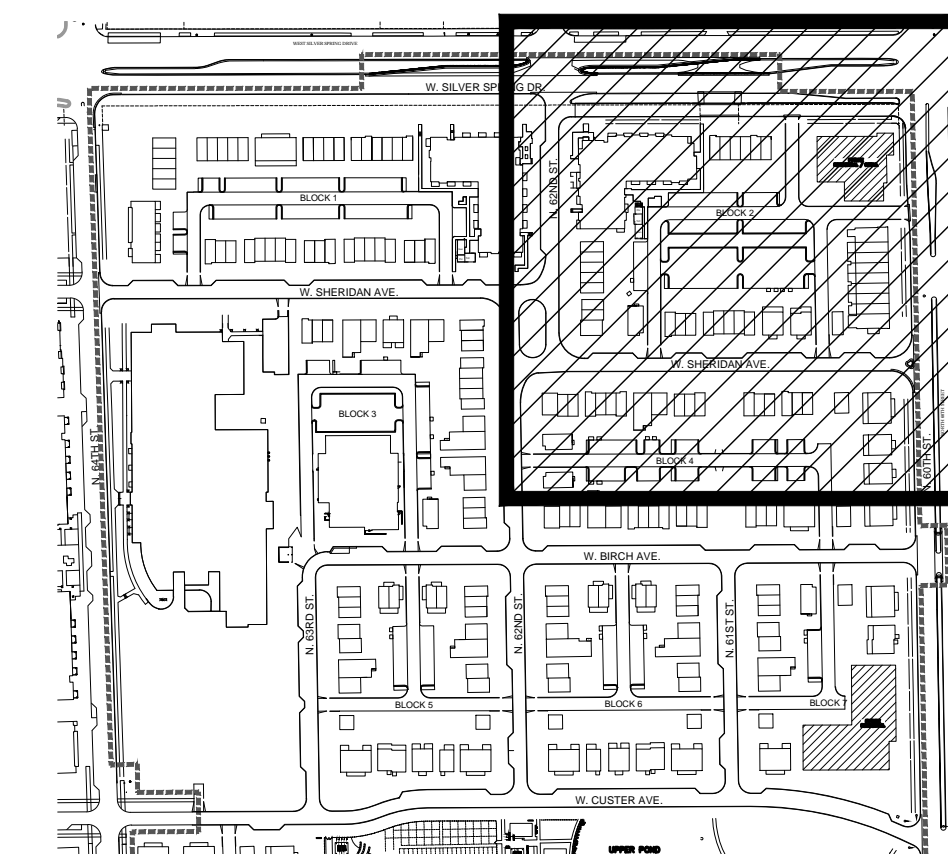 WEST SILVER SPRING DRIVE
W. SILVER SPRING DR.
N. 62ND ST.
BLOCK 1
BLOCK 2
W. SHERIDAN AVE.
W. SHERIDAN AVE.
BLOCK 3
N. 64TH ST.
BLOCK 4
N. 60TH ST.
W. BIRCH AVE.
N. 63RD ST.
N. 62ND ST.
N. 61ST ST.
BLOCK 5
BLOCK 6
BLOCK 7
W. CUSTER AVE.
UPPER POND